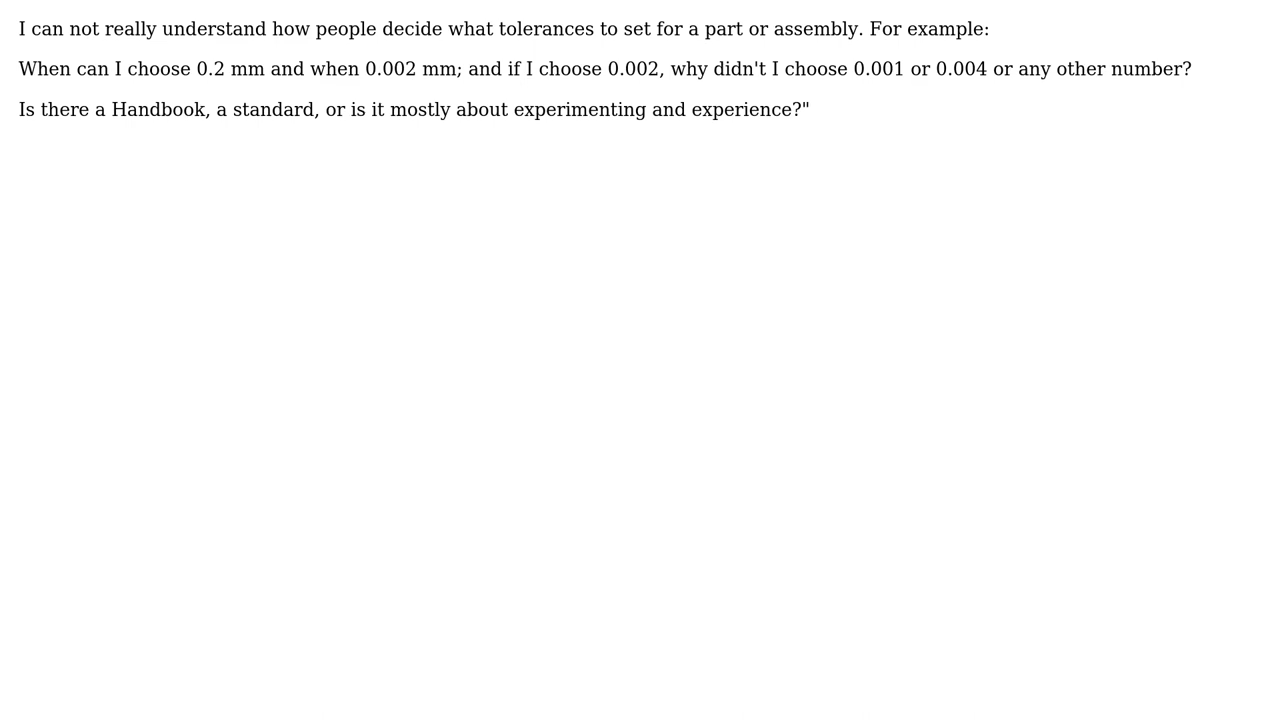 I can not really understand how people decide what tolerances to set for a part or assembly. For example:
When can I choose 0.2 mm and when 0.002 mm; and if I choose 0.002, why didn't I choose 0.001 or 0.004 or any other number?
Is there a Handbook, a standard, or is it mostly about experimenting and experience?"